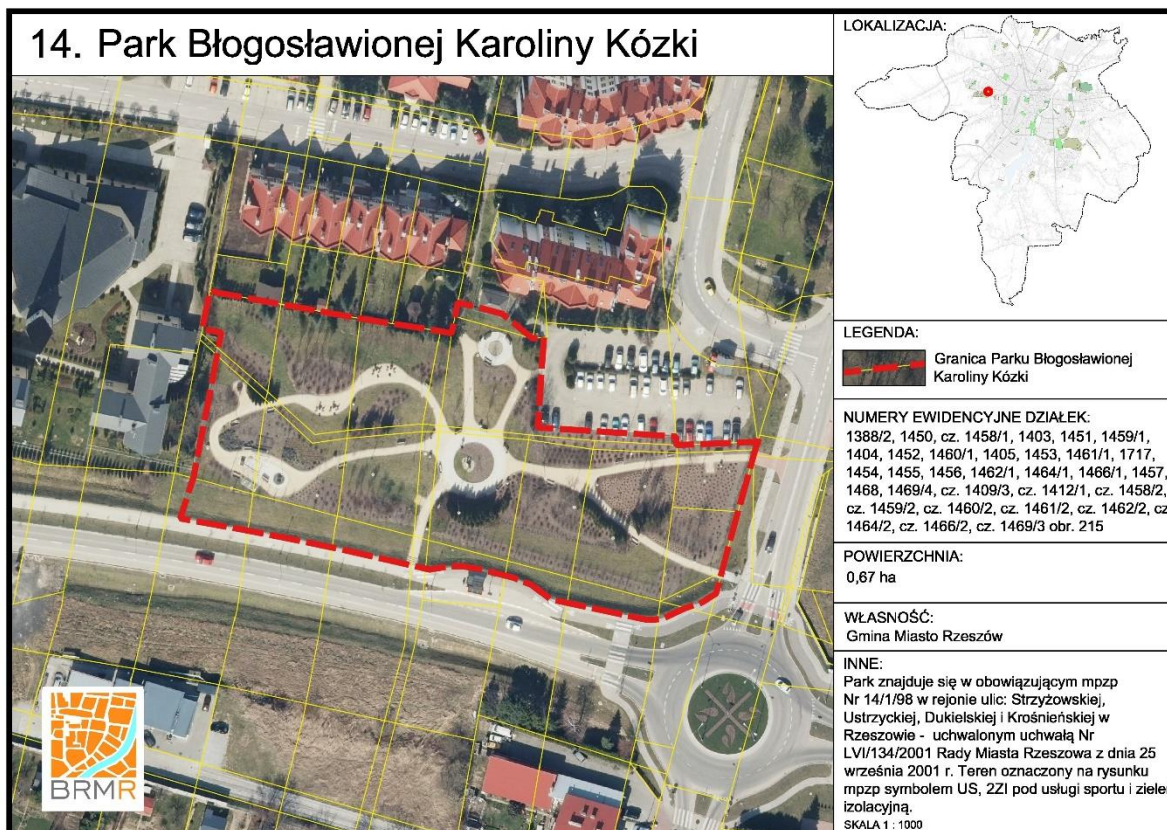 14. Park Błogosławionej Karoliny Kózki
LOKALIZACJA:
LEGENDA:
Granica Parku Błogosławionej
Karoliny Kózki
NUMERY EWIDENCYJNE DZIAŁEK:
1388/2, 1450, cz. 1458/1, 1403, 1451, 1459/1,
1404, 1452, 1460/1, 1405, 1453, 1461/1, 1717,
1454, 1455, 1456, 1462/1, 1464/1, 1466/1, 1457,
1468, 1469/4, cz. 1409/3, cz. 1412/1, cz. 1458/2,
cz. 1459/2, cz. 1460/2, cz. 1461/2, cz. 1462/2, cz
1464/2, cz. 1466/2, cz. 1469/3 obr. 215
POWIERZCHNIA:
0,67 ha
WŁASNOŚĆ:
Gmina Miasto Rzeszów
INNE:
Park znajduje się w obowiązującym mpzp
Nr 14/1/98 w rejonie ulic: Strzyżowskiej,
Ustrzyckiej, Dukielskiej i Krośnieńskiej w
Rzeszowie - uchwalonym uchwałą Nr
LVI/134/2001 Rady Miasta Rzeszowa z dnia 25
września 2001 r. Teren oznaczony na rysunku
mpzp symbolem US, 2ZI pod usługi sportu i zieleń
izolacyjną.
SKALA 1 : 1000
BRMR